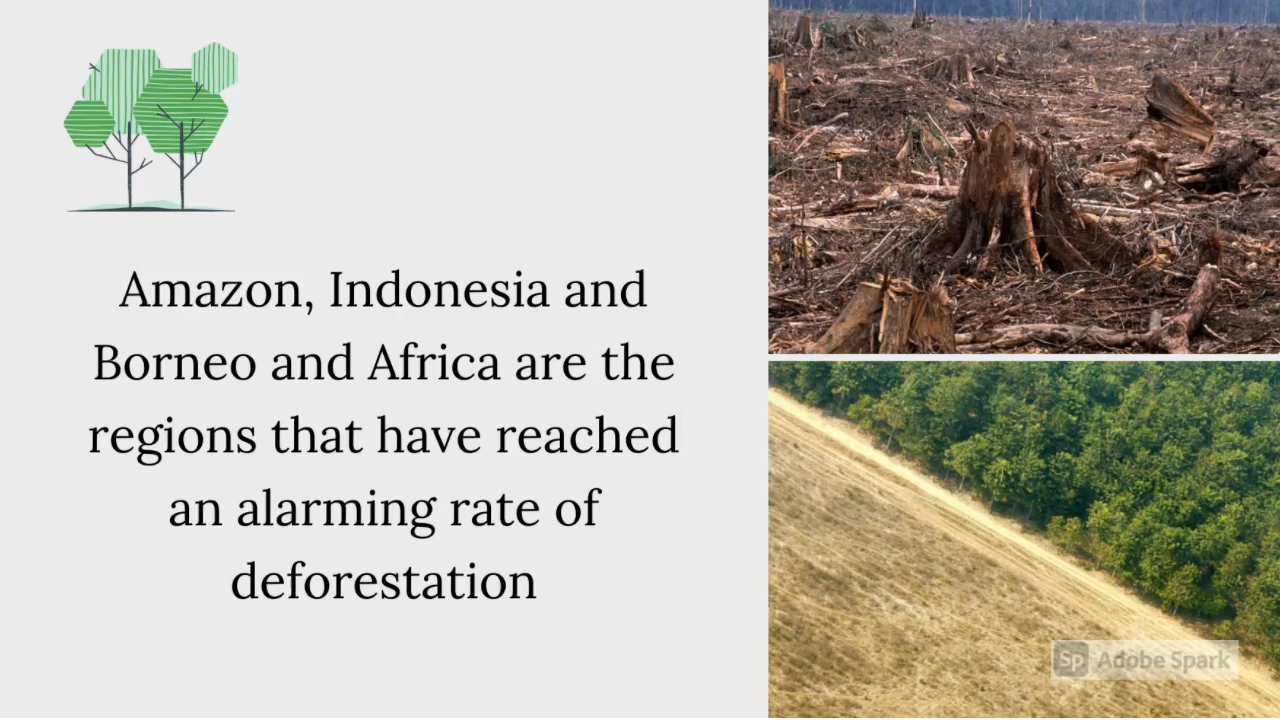 Amazon, Indonesia and
Borneo and Africa are the
regions that have reached
an alarming rate of
deforestation
Sp Adobe Spark